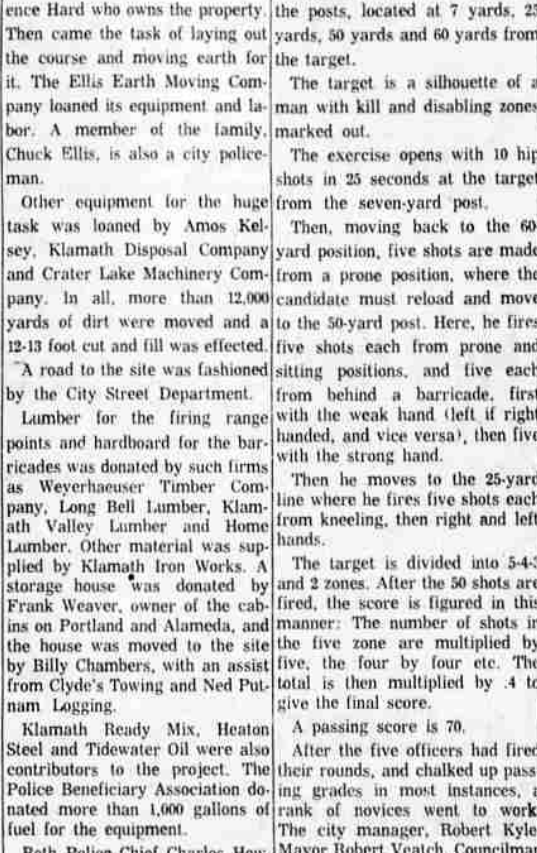 ence Hard who owns the property.
Then came the task of laying out
the course and moving earth for
it. The Ellis Earth Moving Com-
pany loaned its equipment and la-
bor. A member of the family,
Chuck Ellis, is also a city police-
man.
Other equipment for the huge
task was loaned by Amos Kel-
sey, Klamath Disposal Company
and Crater Lake Machinery Com-
pany. In all, more than 12,000
yards of dirt were moved and a
12-13 foot cut and fill was effected.
A road to the site was fashioned
by the City Street Department.
Lumber for the firing range
points and hardboard for the bar-
ricades was donated by such firms
as Weyerhaeuser Timber Com-
pany, Long Bell Lumber, Klam-
ath Valley Lumber and Home
Lumber. Other material was sup-
plied by Klamath Iron Works. A
storage house was donated by
Frank Weaver, owner of the cab-
ins on Portland and Alameda, and
the house was moved to the site
by Billy Chambers, with an assist
from Clyde's Towing and Ned Put-
nam Logging.
Klamath Ready Mix, Heaton
Steel and Tidewater Oil were also
contributors to the project. The
Police Beneficiary Association do-
nated more than 1,000 gallons of
fuel for the equipment.
Both Police Chief Charles How-
the posts, located at 7 yards, 25
yards, 50 yards and 60 yards from
the target.
The target is a silhouette of a
man with kill and disabling zones
marked out.
The exercise opens with 10 hip
shots in 25 seconds at the target
from the seven-yard post.
Then, moving back to the 60-
yard position, five shots are made
from a prone position, where the
candidate must reload and move
to the 50-yard post. Here, he fires
five shots each from prone and
sitting positions, and five each
from behind a barricade, first
with the weak hand (left if right
handed, and vice versa), then five
with the strong hand.
Then he moves to the 25-yard
line where he fires five shots each
from kneeling, then right and left
hands.
The target is divided into 5-4-3
and 2 zones. After the 50 shots are
fired, the score is figured in this
manner: The number of shots in
the five zone are multiplied by
five, the four by four etc. The
total is then multiplied by .4 to
give the final score.
A passing score is 70.
After the five officers had fired
their rounds, and chalked up pass-
ing grades in most instances, a
rank of novices went to work.
The city manager, Robert Kyle,
Mayor Robert Veatch, Councilman